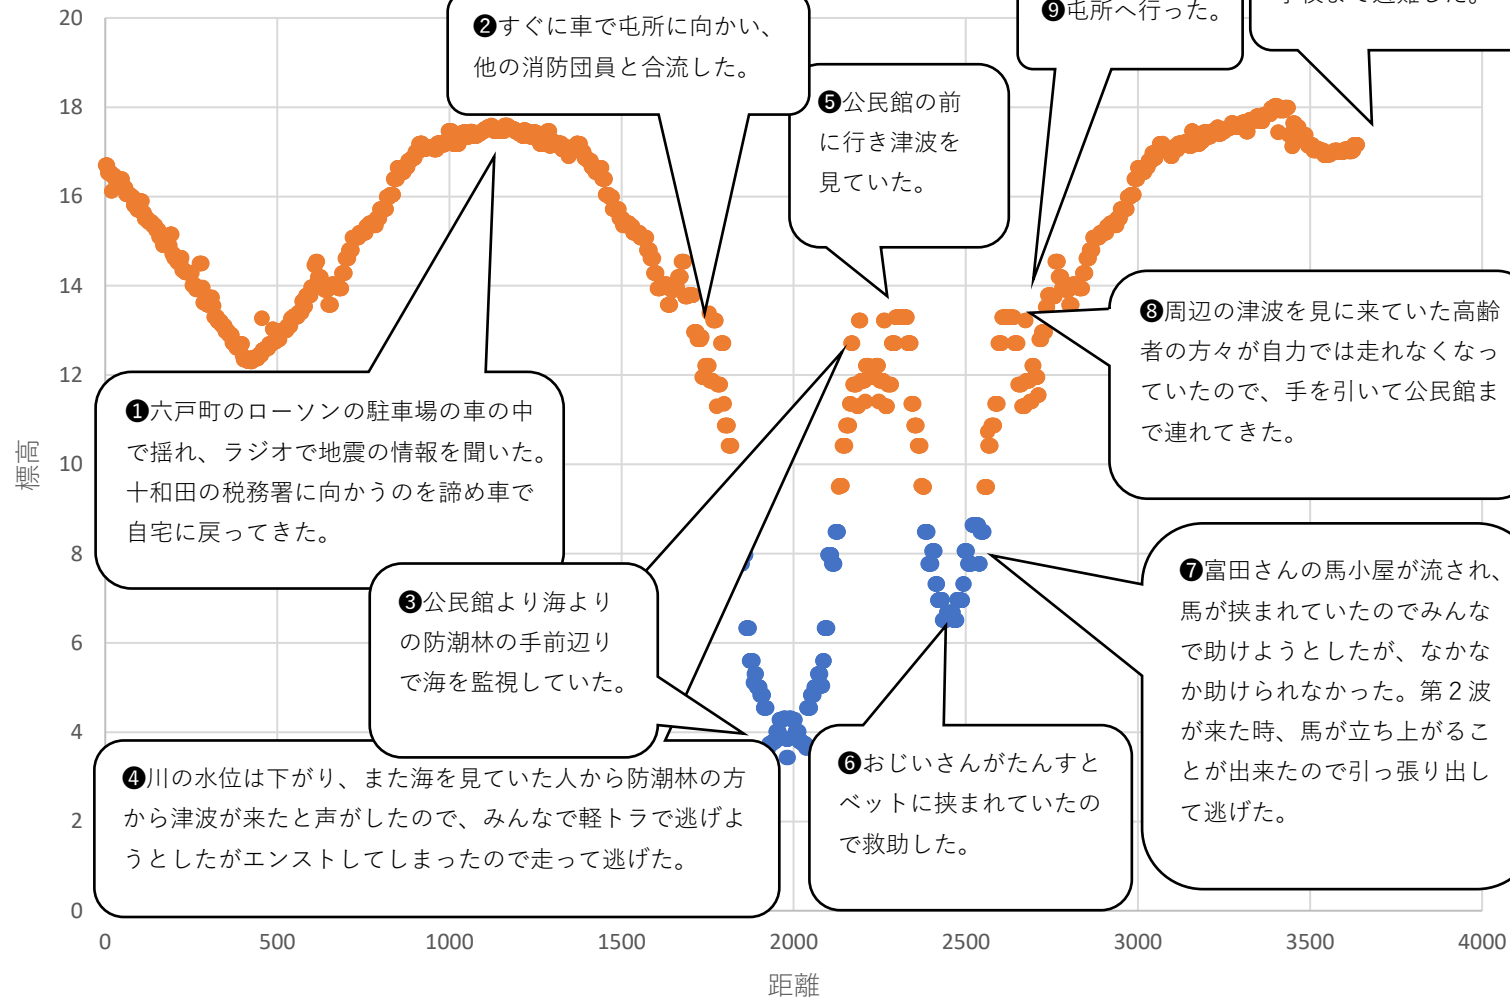 ❷すぐに車で屯所に向かい、
他の消防団員と合流した。
❾屯所へ行った。
❺公民館の前
に行き津波を
見ていた。
❽周辺の津波を見に来ていた高齢
者の方々が自力では走れなくなっ
ていたので、手を引いて公民館ま
で連れてきた。
❶六戸町のローソンの駐車場の車の中
で揺れ、ラジオで地震の情報を聞いた。
十和田の税務署に向かうのを諦め車で
自宅に戻ってきた。
❸公民館より海より
の防潮林の手前辺り
で海を監視していた。
❼富田さんの馬小屋が流され、
馬が挟まれていたのでみんな
で助けようとしたが、なかな
か助けられなかった。第２波
が来た時、馬が立ち上がるこ
とが出来たので引っ張り出し
て逃げた。
❹川の水位は下がり、また海を見ていた人から防潮林の方
から津波が来たと声がしたので、みんなで軽トラで逃げよ
うとしたがエンストしてしまったので走って逃げた。
❻おじいさんがたんすと
ベットに挟まれていたの
で救助した。
標高
20
18
16
14
12
10
8
6
4
2
0
0 500 1000 1500 2000 2500 3000 3500 4000
距離